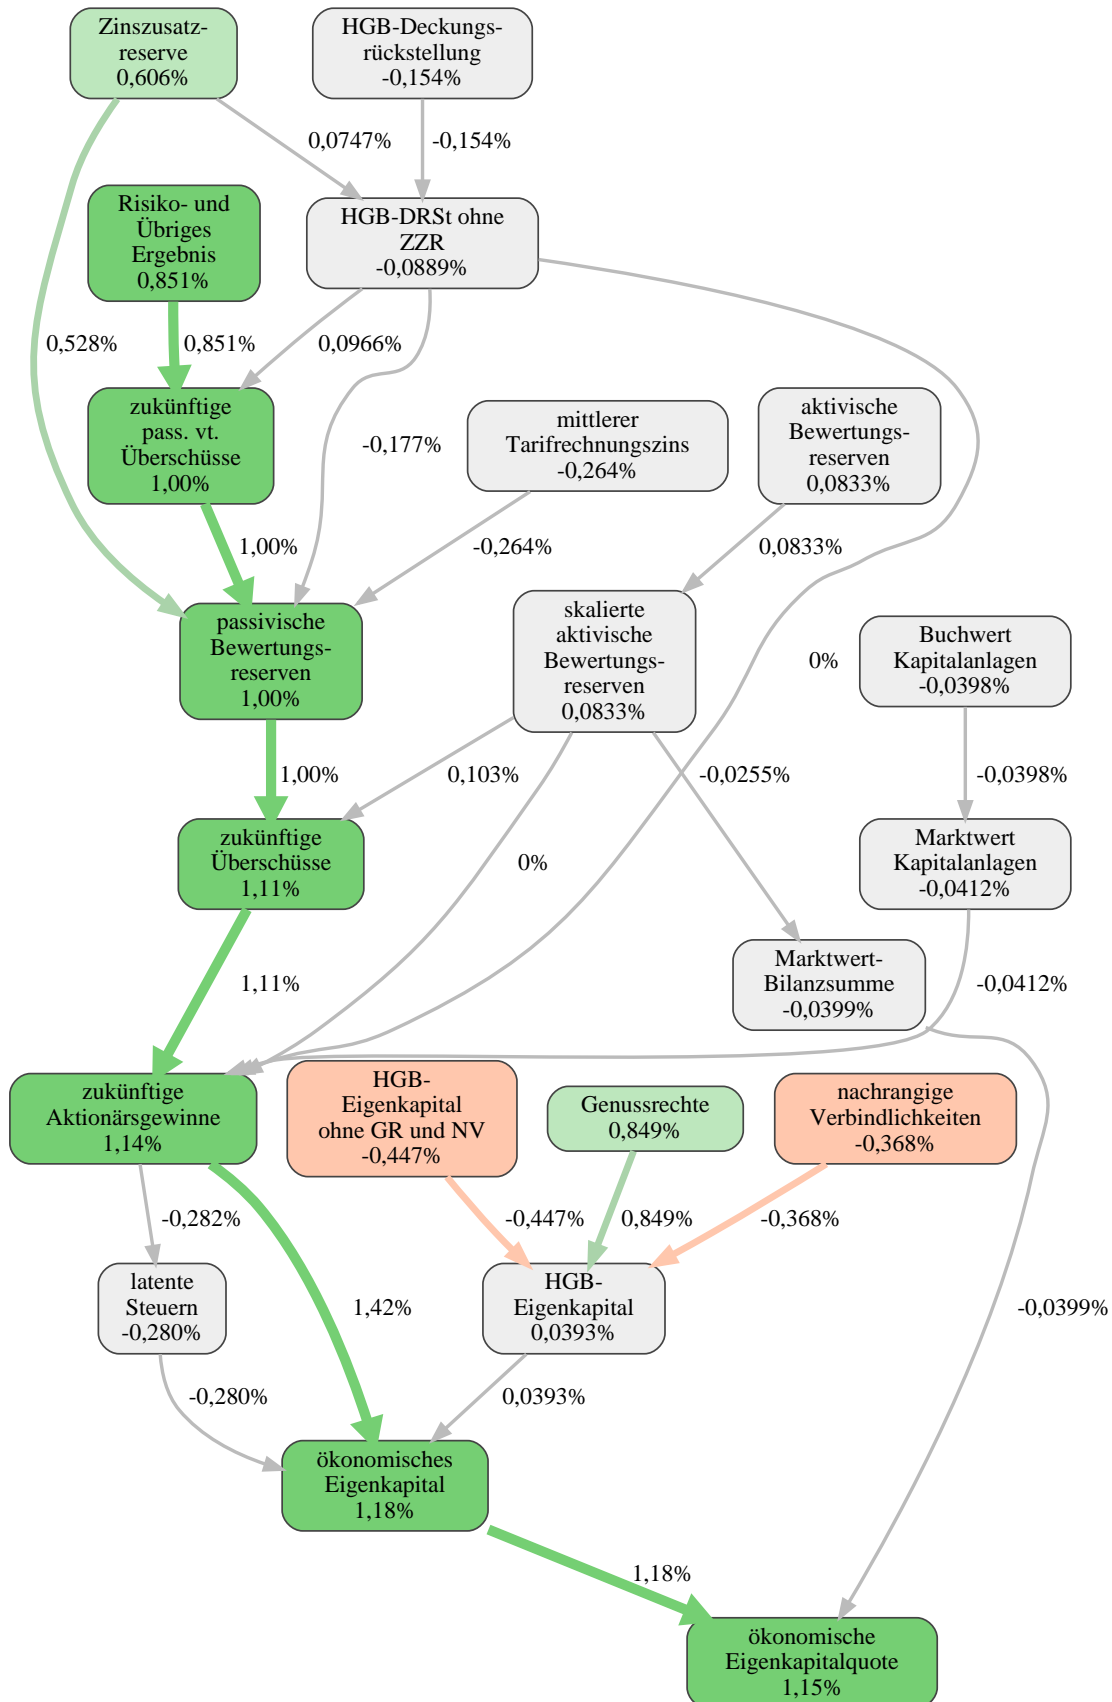 Zinszusatz-
reserve
0,606%
HGB-Deckungs-
rückstellung
-0,154%
0,0747%
-0,154%
Risiko- und
Übriges
Ergebnis
0,851%
HGB-DRSt ohne
ZZR
-0,0889%
0,528%
0,851%
0,0966%
zukünftige
pass. vt.
Überschüsse
1,00%
mittlerer
Tarifrechnungszins
-0,264%
aktivische
Bewertungs-
reserven
0,0833%
-0,177%
1,00%
-0,264%
0,0833%
passivische
Bewertungs-
reserven
1,00%
skalierte
aktivische
Bewertungs-
reserven
0,0833%
0%
Buchwert
Kapitalanlagen
-0,0398%
1,00%
0,103%
-0,0255%
-0,0398%
zukünftige
Überschüsse
1,11%
0%
Marktwert
Kapitalanlagen
-0,0412%
1,11%
Marktwert-
Bilanzsumme
-0,0399%
-0,0412%
zukünftige
Aktionärsgewinne
1,14%
HGB-
Eigenkapital
ohne GR und NV
-0,447%
Genussrechte
0,849%
nachrangige
Verbindlichkeiten
-0,368%
-0,282%
-0,447%
0,849%
-0,368%
latente
Steuern
-0,280%
1,42%
HGB-
Eigenkapital
0,0393%
-0,0399%
-0,280%
0,0393%
ökonomisches
Eigenkapital
1,18%
1,18%
ökonomische
Eigenkapitalquote
1,15%